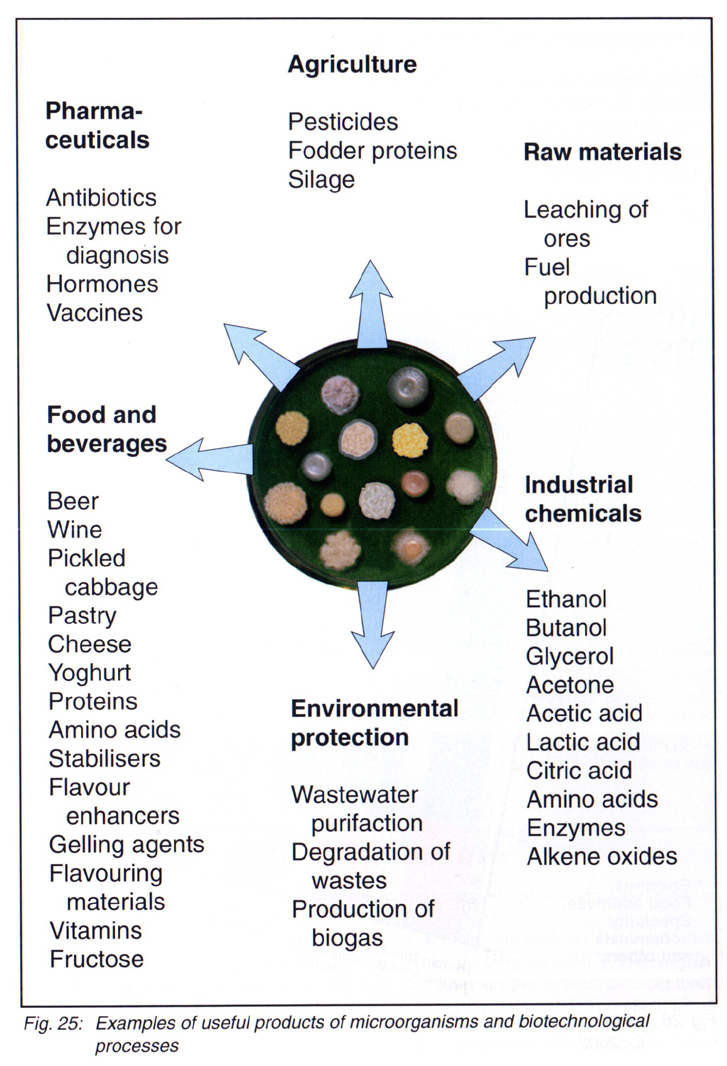 Agriculture
Pesticides
Fodder proteins
Silage
Pharma-
ceuticals
Antibiotics
Enzymes for
diagnosis
Hormones
Vaccines
Raw materials
Leaching of
ores
Fuel
production
Food and
beverages
Beer
Wine
Pickled
cabbage
Pastry
Cheese
Yoghurt
Proteins
Amino acids
Stabilisers
Flavour
enhancers
Gelling agents
Flavouring
materials
Vitamins
Fructose
Industrial
chemicals
Ethanol
Butanol
Glycerol
Acetone
Acetic acid
Lactic acid
Citric acid
Amino acids
Enzymes
Alkene oxides
Environmental
protection
Wastewater
purifaction
Degradation of
wastes
Production of
biogas
Fig. 25: Examples of useful products of microorganisms and biotechnological
processes